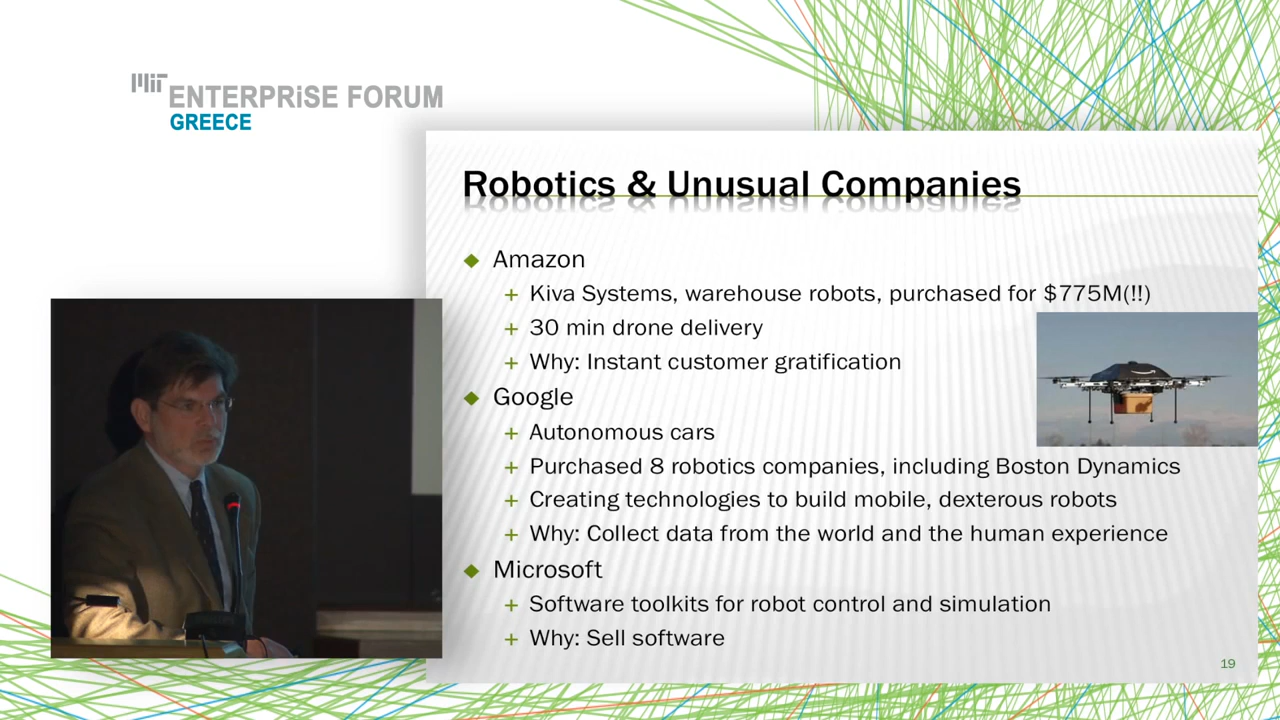 MiT
ENTERPRiSE FORUM
GREECE
Robotics & Unusual Companies
Amazon
+ Kiva Systems, warehouse robots, purchased for $775M(!!)
+ 30 min drone delivery
+ Why: Instant customer gratification
Google
+ Autonomous cars
+ Purchased 8 robotics companies, including Boston Dynamics
+ Creating technologies to build mobile, dexterous robots
+ Why: Collect data from the world and the human experience
Microsoft
+ Software toolkits for robot control and simulation
+ Why: Sell software
19